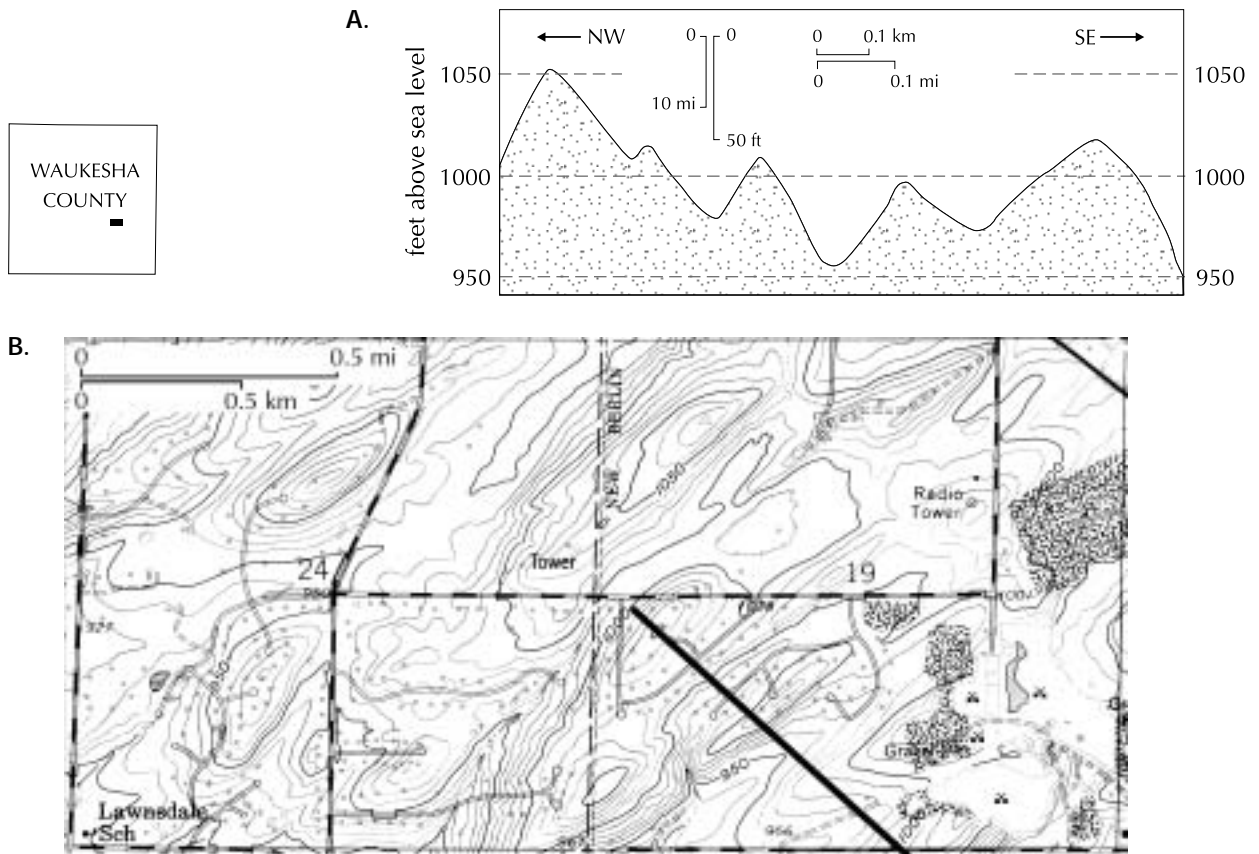 WAUKESHA
COUNTY
A.
NW
SE
0 0
10 mi
50 ft
0 0.1 km
0 0.1 mi
feet above sea level
1050
1000
950
1050
1000
950
B.
0 0.5 mi
0 0.5 km
NEW BERLIN
1050
Radio
Tower
Tower
24
19
950
950
966
Lawnsdale
Sch